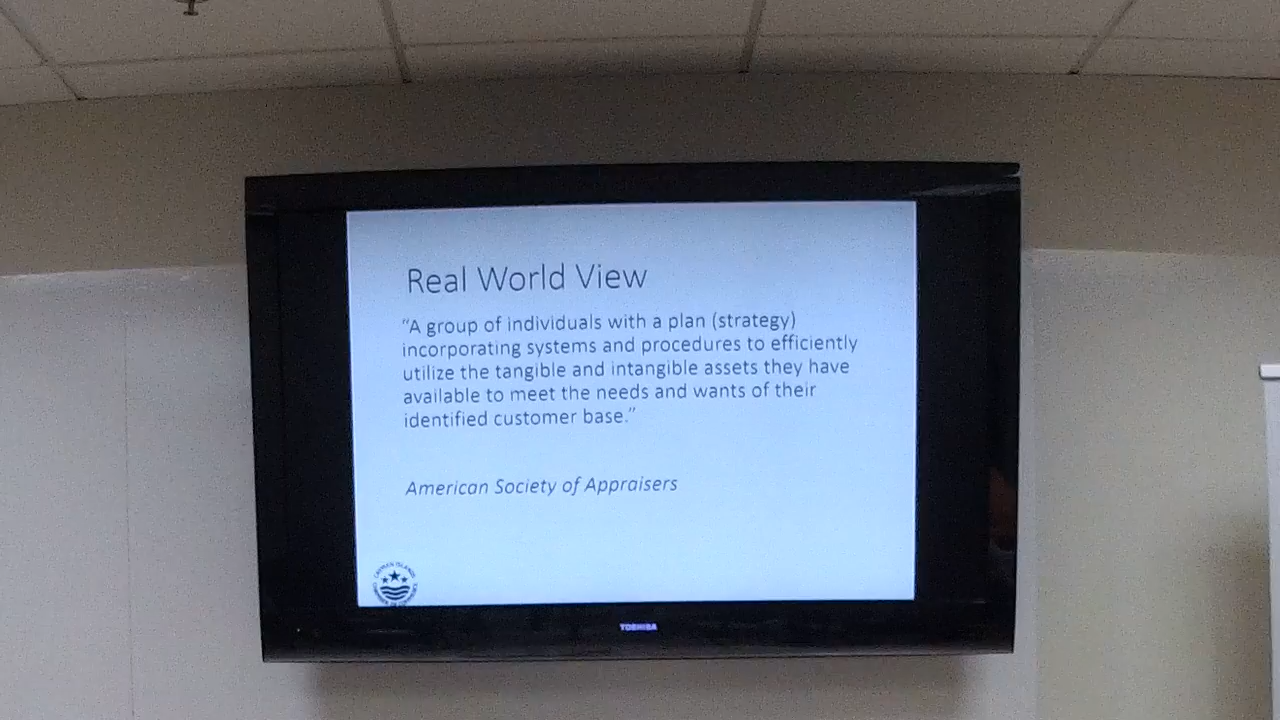 Real World View
“A group of individuals with a plan (strategy)
incorporating systems and procedures to efficiently
utilize the tangible and intangible assets they have
available to meet the needs and wants of their
identified customer base.”
American Society of Appraisers
CAYMAN ISLANDS
TOSHIBA